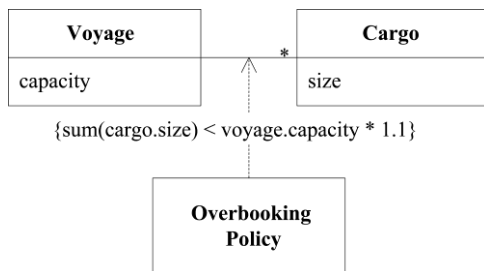 Voyage
Cargo
capacity
*
size
{sum(cargo.size) < voyage.capacity * 1.1}
Overbooking
Policy